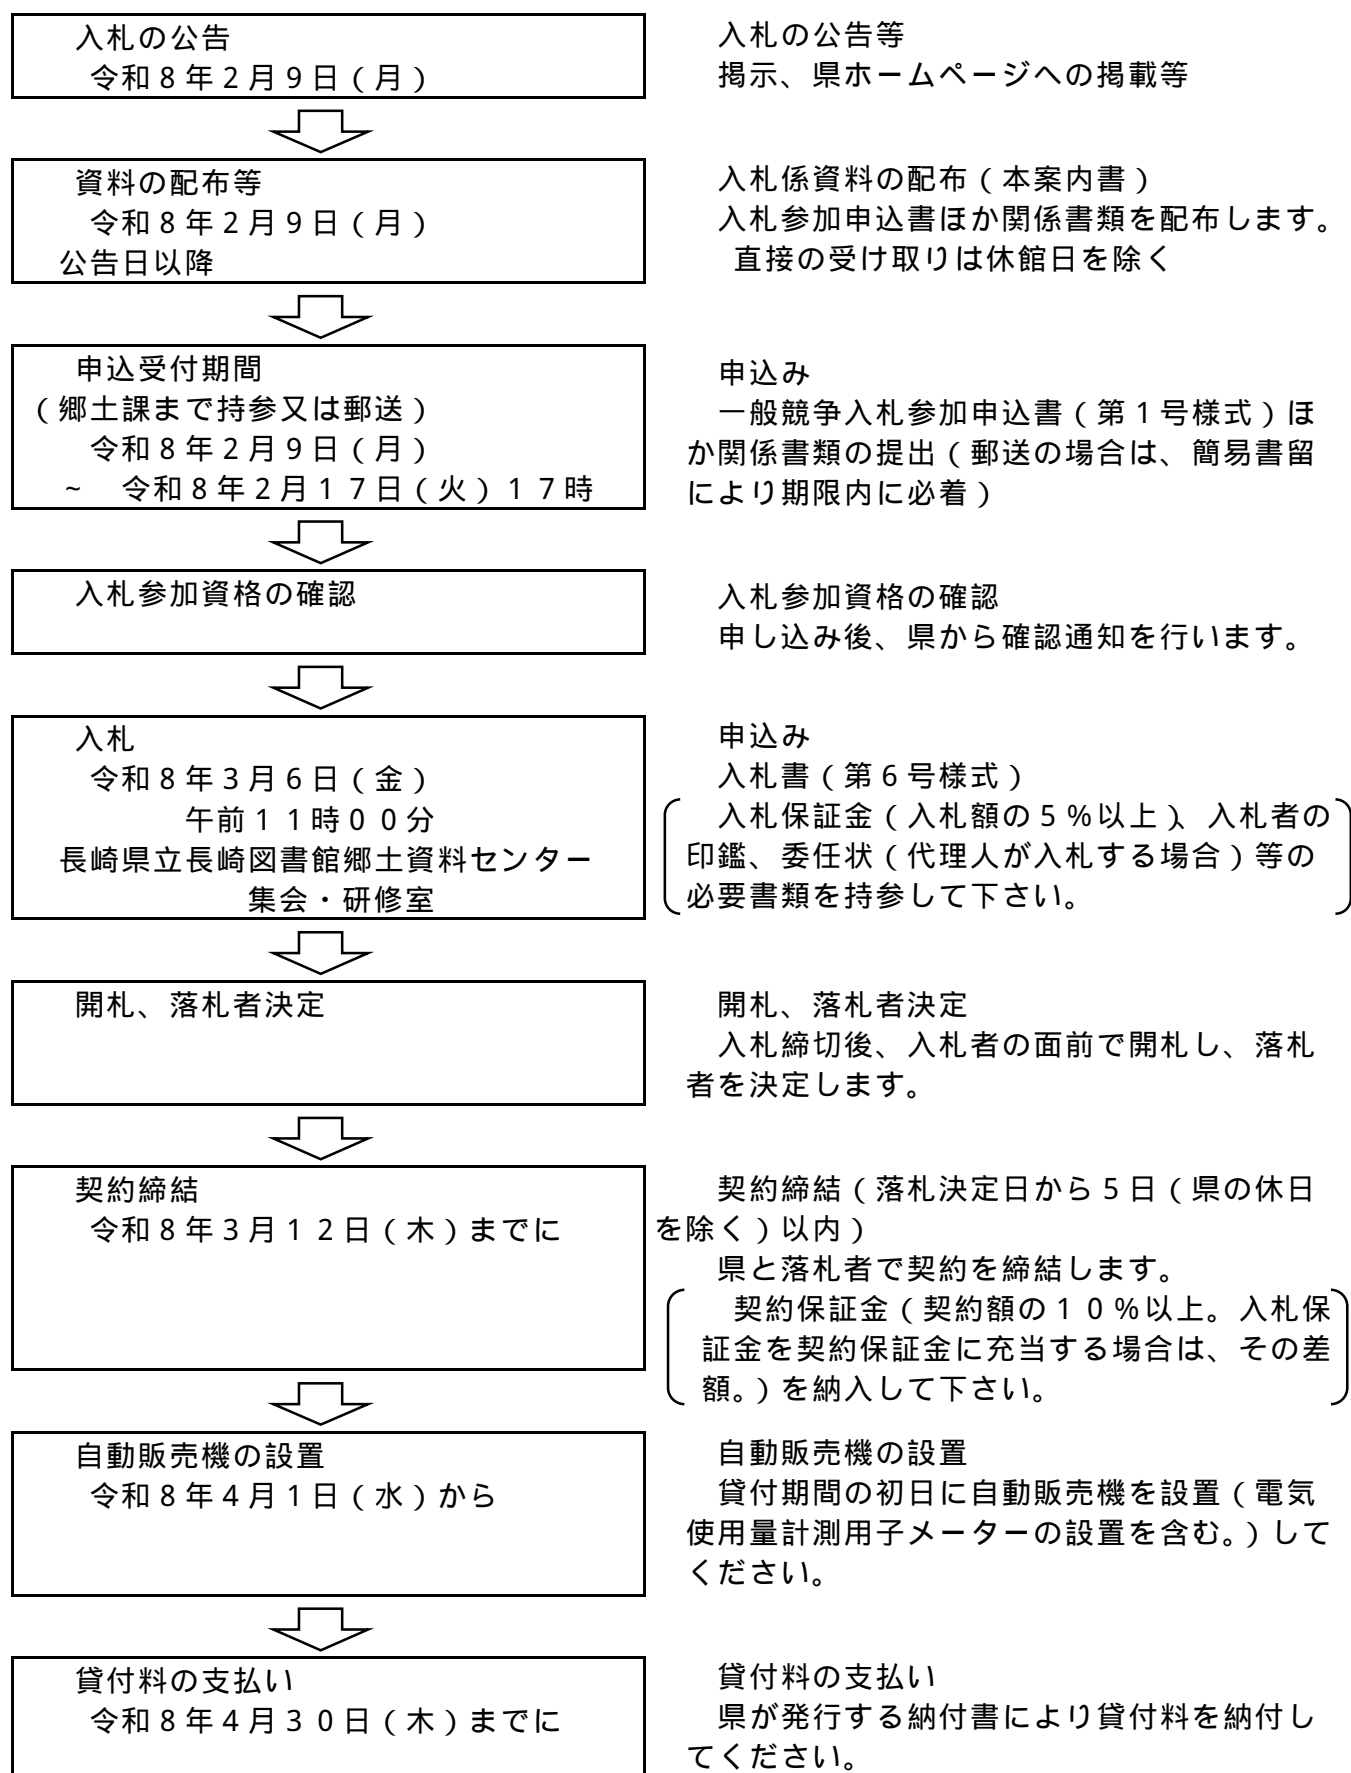 入札の公告
令和８年２月９日（月）
入札の公告等
掲示、県ホームページへの掲載等
資料の配布等
令和８年２月９日（月）
公告日以降
入札係資料の配布（本案内書）
入札参加申込書ほか関係書類を配布します。
直接の受け取りは休館日を除く
申込受付期間
（郷土課まで持参又は郵送）
令和８年２月９日（月）
～　令和８年２月１７日（火）１７時
申込み
一般競争入札参加申込書（第１号様式）ほ
か関係書類の提出（郵送の場合は、簡易書留
により期限内に必着）
入札参加資格の確認
入札参加資格の確認
申し込み後、県から確認通知を行います。
入札
令和８年３月６日（金）
午前１１時００分
長崎県立長崎図書館郷土資料センター
集会・研修室
申込み
入札書（第６号様式）
入札保証金（入札額の５％以上）、入札者の
印鑑、委任状（代理人が入札する場合）等の
必要書類を持参して下さい。
開札、落札者決定
開札、落札者決定
入札締切後、入札者の面前で開札し、落札
者を決定します。
契約締結
令和８年３月１２日（木）までに
契約締結（落札決定日から５日（県の休日
を除く）以内）
県と落札者で契約を締結します。
契約保証金（契約額の１０％以上。入札保
証金を契約保証金に充当する場合は、その差
額。）を納入して下さい。
自動販売機の設置
令和８年４月１日（水）から
自動販売機の設置
貸付期間の初日に自動販売機を設置（電気
使用量計測用子メーターの設置を含む。）して
ください。
貸付料の支払い
令和８年４月３０日（木）までに
貸付料の支払い
県が発行する納付書により貸付料を納付し
てください。